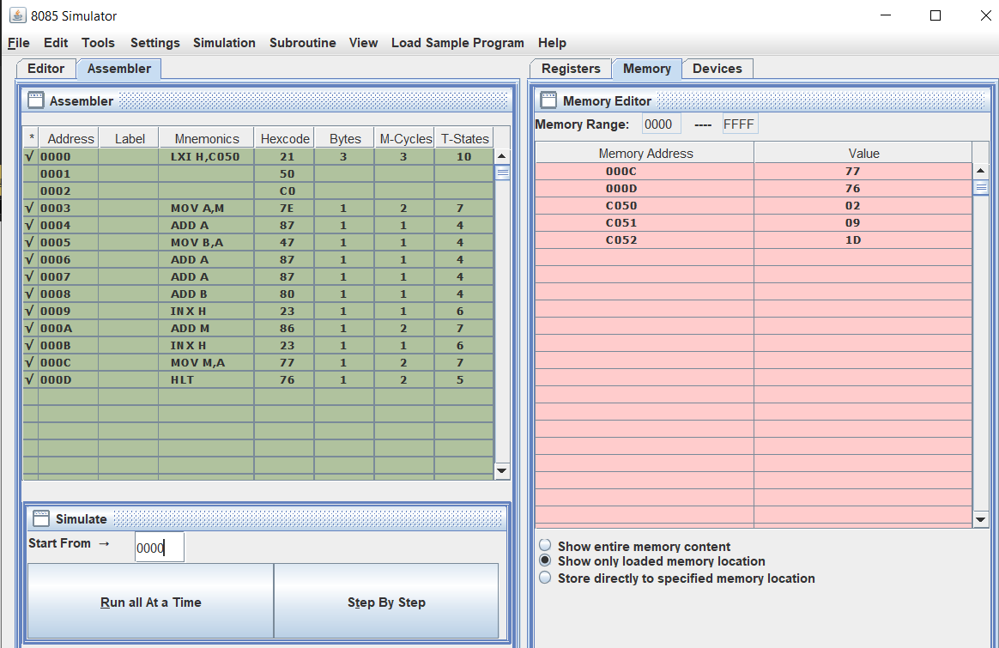 8085 Simulator
File Edit Tools Settings Simulation Subroutine View Load Sample Program Help
Editor Assembler
Assembler
* Address Label Mnemonics Hexcode Bytes M-Cycles T-States
√ 0000 LXI H,C050 21 3 3 10
0001 50
0002 C0
√ 0003 MOV A,M 7E 1 2 7
√ 0004 ADD A 87 1 1 4
√ 0005 MOV B,A 47 1 1 4
√ 0006 ADD A 87 1 1 4
√ 0007 ADD A 87 1 1 4
√ 0008 ADD B 80 1 1 4
√ 0009 INX H 23 1 1 6
√ 000A ADD M 86 1 2 7
√ 000B INX H 23 1 1 6
√ 000C MOV M,A 77 1 2 7
√ 000D HLT 76 1 2 5
Simulate
Start From → 0000
Run all At a Time Step By Step
Registers Memory Devices
Memory Editor
Memory Range: 0000 ---- FFFF
Memory Address Value
000C 77
000D 76
C050 02
C051 09
C052 1D
Show entire memory content
Show only loaded memory location
Store directly to specified memory location